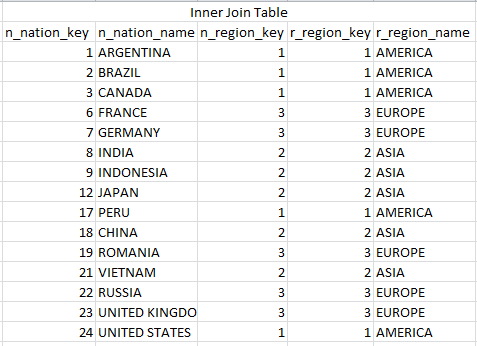 Inner Join Table
n_nation_key n_nation_name n_region_key r_region_key r_region_name
1 ARGENTINA 1 1 AMERICA
2 BRAZIL 1 1 AMERICA
3 CANADA 1 1 AMERICA
6 FRANCE 3 3 EUROPE
7 GERMANY 3 3 EUROPE
8 INDIA 2 2 ASIA
9 INDONESIA 2 2 ASIA
12 JAPAN 2 2 ASIA
17 PERU 1 1 AMERICA
18 CHINA 2 2 ASIA
19 ROMANIA 3 3 EUROPE
21 VIETNAM 2 2 ASIA
22 RUSSIA 3 3 EUROPE
23 UNITED KINGDO 3 3 EUROPE
24 UNITED STATES 1 1 AMERICA